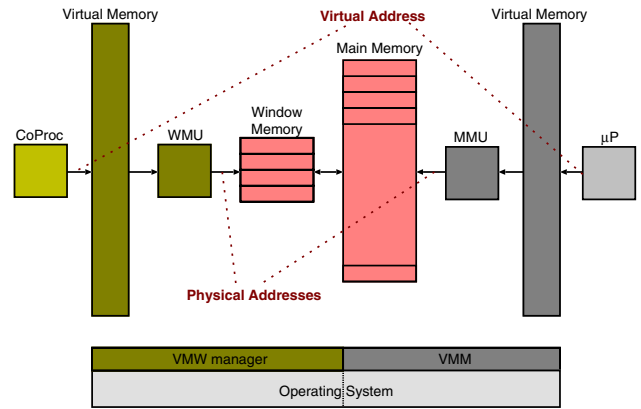 Virtual Memory
Virtual Address
Virtual Memory
Main Memory
CoProc
WMU
Window
Memory
MMU
µP
Physical Addresses
VMW manager
VMM
Operating System